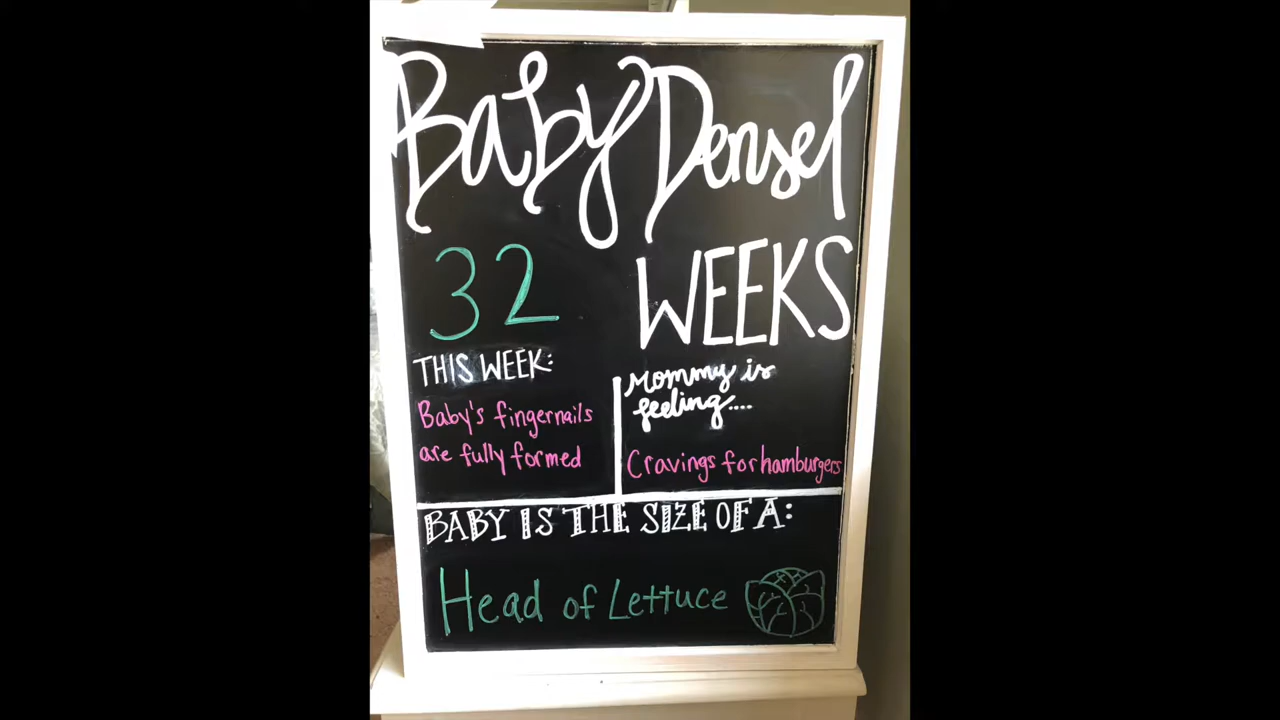 Baby Densel
32 WEEKS
THIS WEEK:
Baby's fingernails
are fully formed
Mommy is
feeling....
Cravings for hamburgers
BABY IS THE SIZE OF A:
Head of Lettuce